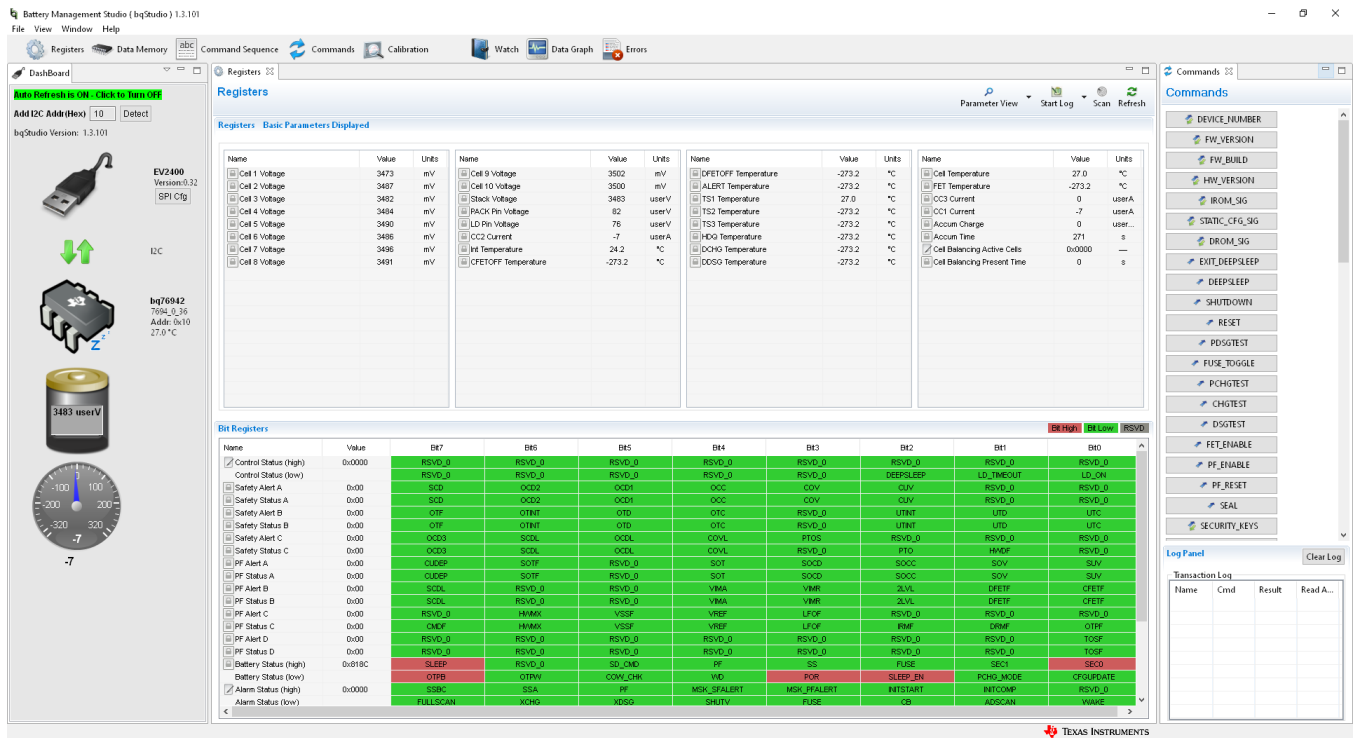 Battery Management Studio ( bqStudio ) 1.3.101
File View Window Help
Registers Data Memory abc Command Sequence Commands Calibration Watch Data Graph Errors
DashBoard
Auto Refresh is ON - Click to Turn OFF
Add I2C Addr(Hex) 10 Detect
bqStudio Version: 1.3.101
EV2400
Version:0.32
SPI Cfg
I2C
bq76942
7694_0_36
Addr: 0x10
27.0 °C
Z z
3483 userV
0
-100 100
-200 200
-320 320
-7
-7
Registers
Registers
Parameter View Start Log Scan Refresh
Registers Basic Parameters Displayed
Name Value Units
Cell 1 Voltage 3473 mV
Cell 2 Voltage 3487 mV
Cell 3 Voltage 3482 mV
Cell 4 Voltage 3484 mV
Cell 5 Voltage 3490 mV
Cell 6 Voltage 3486 mV
Cell 7 Voltage 3496 mV
Cell 8 Voltage 3491 mV
Name Value Units
Cell 9 Voltage 3502 mV
Cell 10 Voltage 3500 mV
Stack Voltage 3483 userV
PACK Pin Voltage 82 userV
LD Pin Voltage 76 userV
CC2 Current -7 userA
Int Temperature 24.2 °C
CFETOFF Temperature -273.2 °C
Name Value Units
DFETOFF Temperature -273.2 °C
ALERT Temperature -273.2 °C
TS1 Temperature 27.0 °C
TS2 Temperature -273.2 °C
TS3 Temperature -273.2 °C
HDQ Temperature -273.2 °C
DCHG Temperature -273.2 °C
DDSG Temperature -273.2 °C
Name Value Units
Cell Temperature 27.0 °C
FET Temperature -273.2 °C
CC3 Current 0 userA
CC1 Current -7 userA
Accum Charge 0 user...
Accum Time 271 s
Cell Balancing Active Cells 0x0000 —
Cell Balancing Present Time 0 s
Bit Registers Bit High Bit Low RSVD
Name Value Bit7 Bit6 Bit5 Bit4 Bit3 Bit2 Bit1 Bit0
Control Status (high) 0x0000 RSVD_0 RSVD_0 RSVD_0 RSVD_0 RSVD_0 RSVD_0 RSVD_0 RSVD_0
Control Status (low) RSVD_0 RSVD_0 RSVD_0 RSVD_0 RSVD_0 DEEPSLEEP LD_TIMEOUT LD_ON
Safety Alert A 0x00 SCD OCD2 OCD1 OCC COV CUV RSVD_0 RSVD_0
Safety Status A 0x00 SCD OCD2 OCD1 OCC COV CUV RSVD_0 RSVD_0
Safety Alert B 0x00 OTF OTINT OTD OTC RSVD_0 UTINT UTD UTC
Safety Status B 0x00 OTF OTINT OTD OTC RSVD_0 UTINT UTD UTC
Safety Alert C 0x00 OCD3 SCDL OCDL COVL PTOS RSVD_0 RSVD_0 RSVD_0
Safety Status C 0x00 OCD3 SCDL OCDL COVL RSVD_0 PTO HWDF RSVD_0
PF Alert A 0x00 CUDEP SOTF RSVD_0 SOT SOCD SOCC SOV SUV
PF Status A 0x00 CUDEP SOTF RSVD_0 SOT SOCD SOCC SOV SUV
PF Alert B 0x00 SCDL RSVD_0 RSVD_0 VIMA VIMR 2LVL DFETF CFETF
PF Status B 0x00 SCDL RSVD_0 RSVD_0 VIMA VIMR 2LVL DFETF CFETF
PF Alert C 0x00 RSVD_0 HWMX VSSF VREF LFOF RSVD_0 RSVD_0 RSVD_0
PF Status C 0x00 CMDF HWMX VSSF VREF LFOF IRMF DRMF OTPF
PF Alert D 0x00 RSVD_0 RSVD_0 RSVD_0 RSVD_0 RSVD_0 RSVD_0 RSVD_0 TOSF
PF Status D 0x00 RSVD_0 RSVD_0 RSVD_0 RSVD_0 RSVD_0 RSVD_0 RSVD_0 TOSF
Battery Status (high) 0x818C SLEEP RSVD_0 SD_CMD PF SS FUSE SEC1 SEC0
Battery Status (low) OTPB OTPW COW_CHK WD POR SLEEP_EN PCHG_MODE CFGUPDATE
Alarm Status (high) 0x0000 SSBC SSA PF MSK_SFALERT MSK_PFALERT INITSTART INITCOMP RSVD_0
Alarm Status (low) FULLSCAN XCHG XDSG SHUTV FUSE CB ADSCAN WAKE
Commands
Commands
DEVICE_NUMBER
FW_VERSION
FW_BUILD
HW_VERSION
IROM_SIG
STATIC_CFG_SIG
DROM_SIG
EXIT_DEEPSLEEP
DEEPSLEEP
SHUTDOWN
RESET
PDSGTEST
FUSE_TOGGLE
PCHGTEST
CHGTEST
DSGTEST
FET_ENABLE
PF_ENABLE
PF_RESET
SEAL
SECURITY_KEYS
Log Panel Clear Log
Transaction Log
Name Cmd Result Read A...
TEXAS INSTRUMENTS